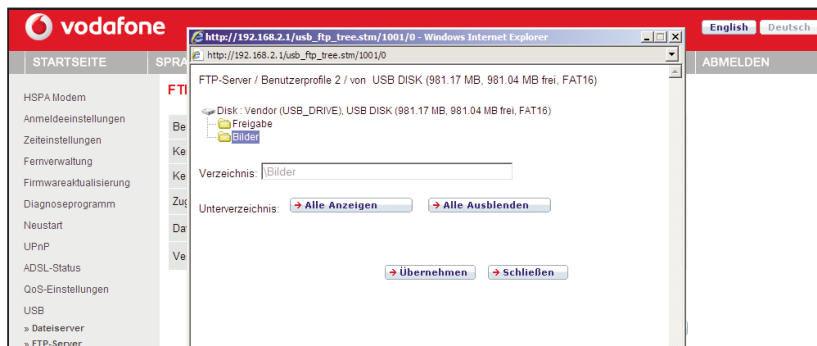 vodafone
English Deutsch
STARTSEITE
SPRA
ABMELDEN
HSPA Modem
Anmeldeeinstellungen
Zeiteinstellungen
Fernverwaltung
Firmwareaktualisierung
Diagnoseprogramm
Neustart
UPnP
ADSL-Status
QoS-Einstellungen
USB
» Dateiserver
» FTP-Server
Be
Ke
Ke
Zug
Da
Ve
http://192.168.2.1/usb_ftp_tree.stm/1001/0 - Windows Internet Explorer
http://192.168.2.1/usb_ftp_tree.stm/1001/0
FTP-Server / Benutzerprofile 2 / von USB DISK (981.17 MB, 981.04 MB frei, FAT16)
Disk : Vendor (USB_DRIVE), USB DISK (981.17 MB, 981.04 MB frei, FAT16)
Freigabe
Bilder
Verzeichnis: \Bilder
Unterverzeichnis: Alle Anzeigen Alle Ausblenden
Übernehmen Schließen